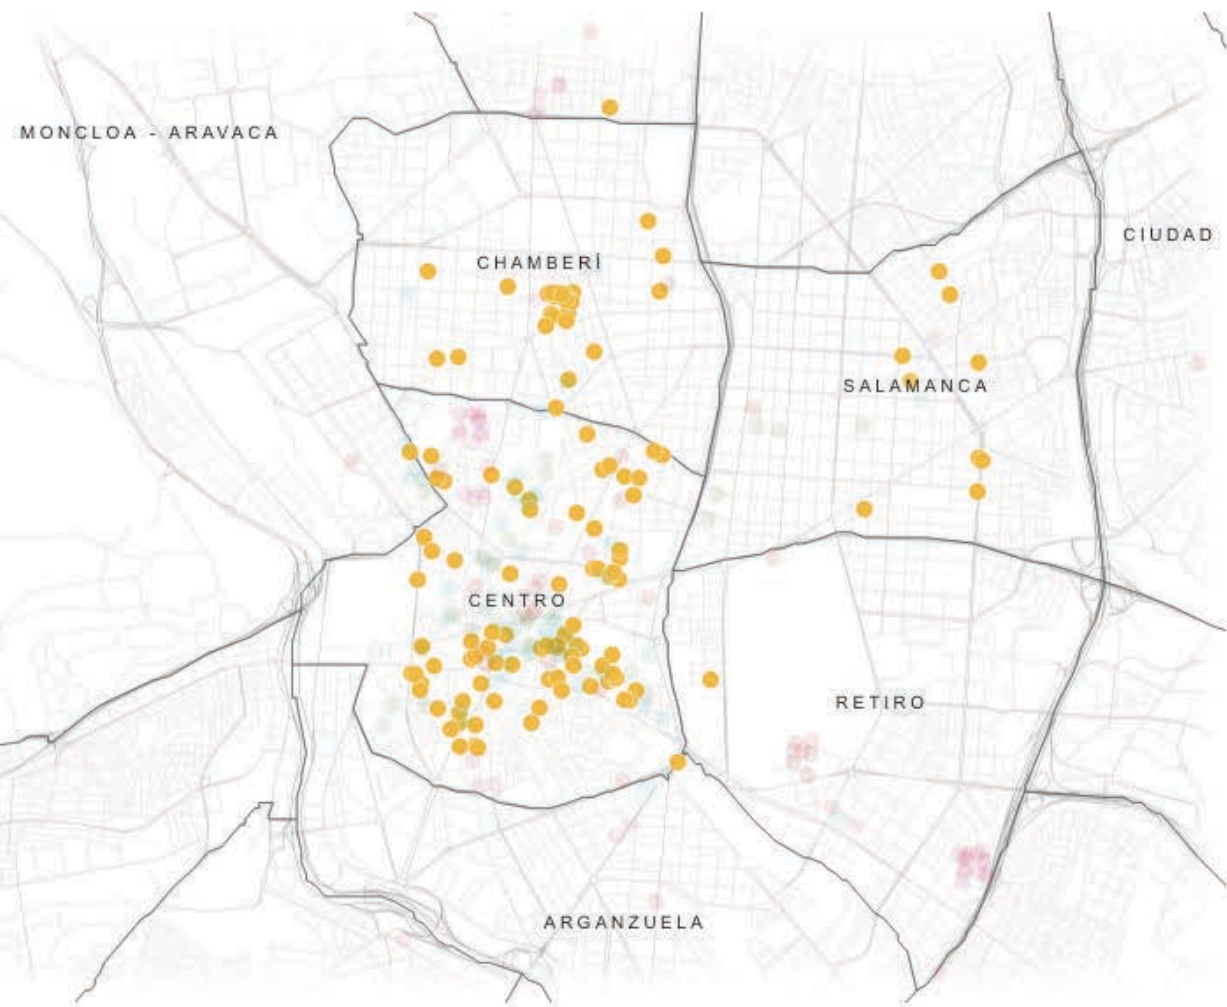 MONCLOA - ARAVACA
CIUDAD
CHAMBERÍ
SALAMANCA
CENTRO
RETIRO
ARGANZUELA